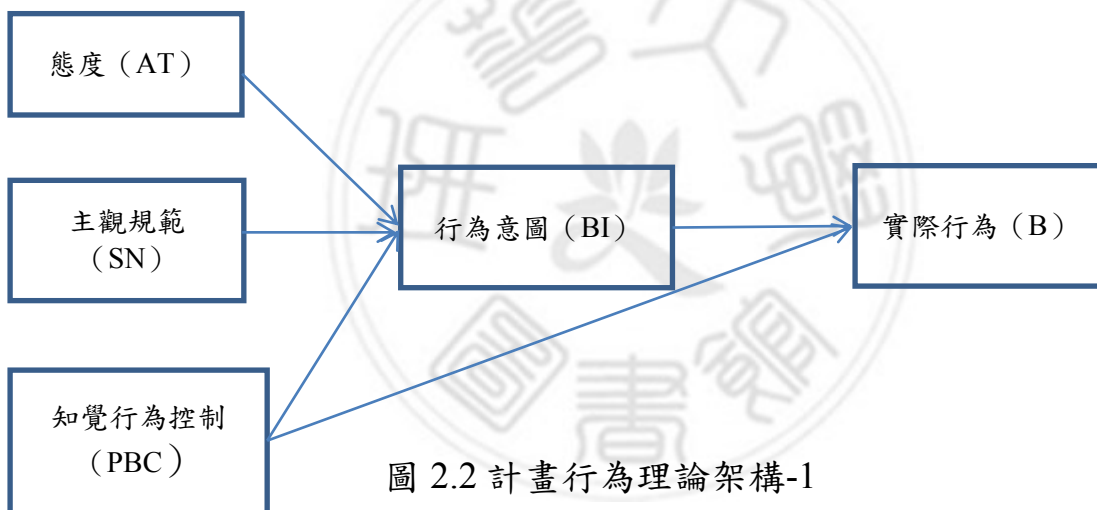 態度（AT）
主觀規範
（SN）
知覺行為控制
（PBC）
行為意圖（BI）
實際行為（B）
圖 2.2 計畫行為理論架構-1